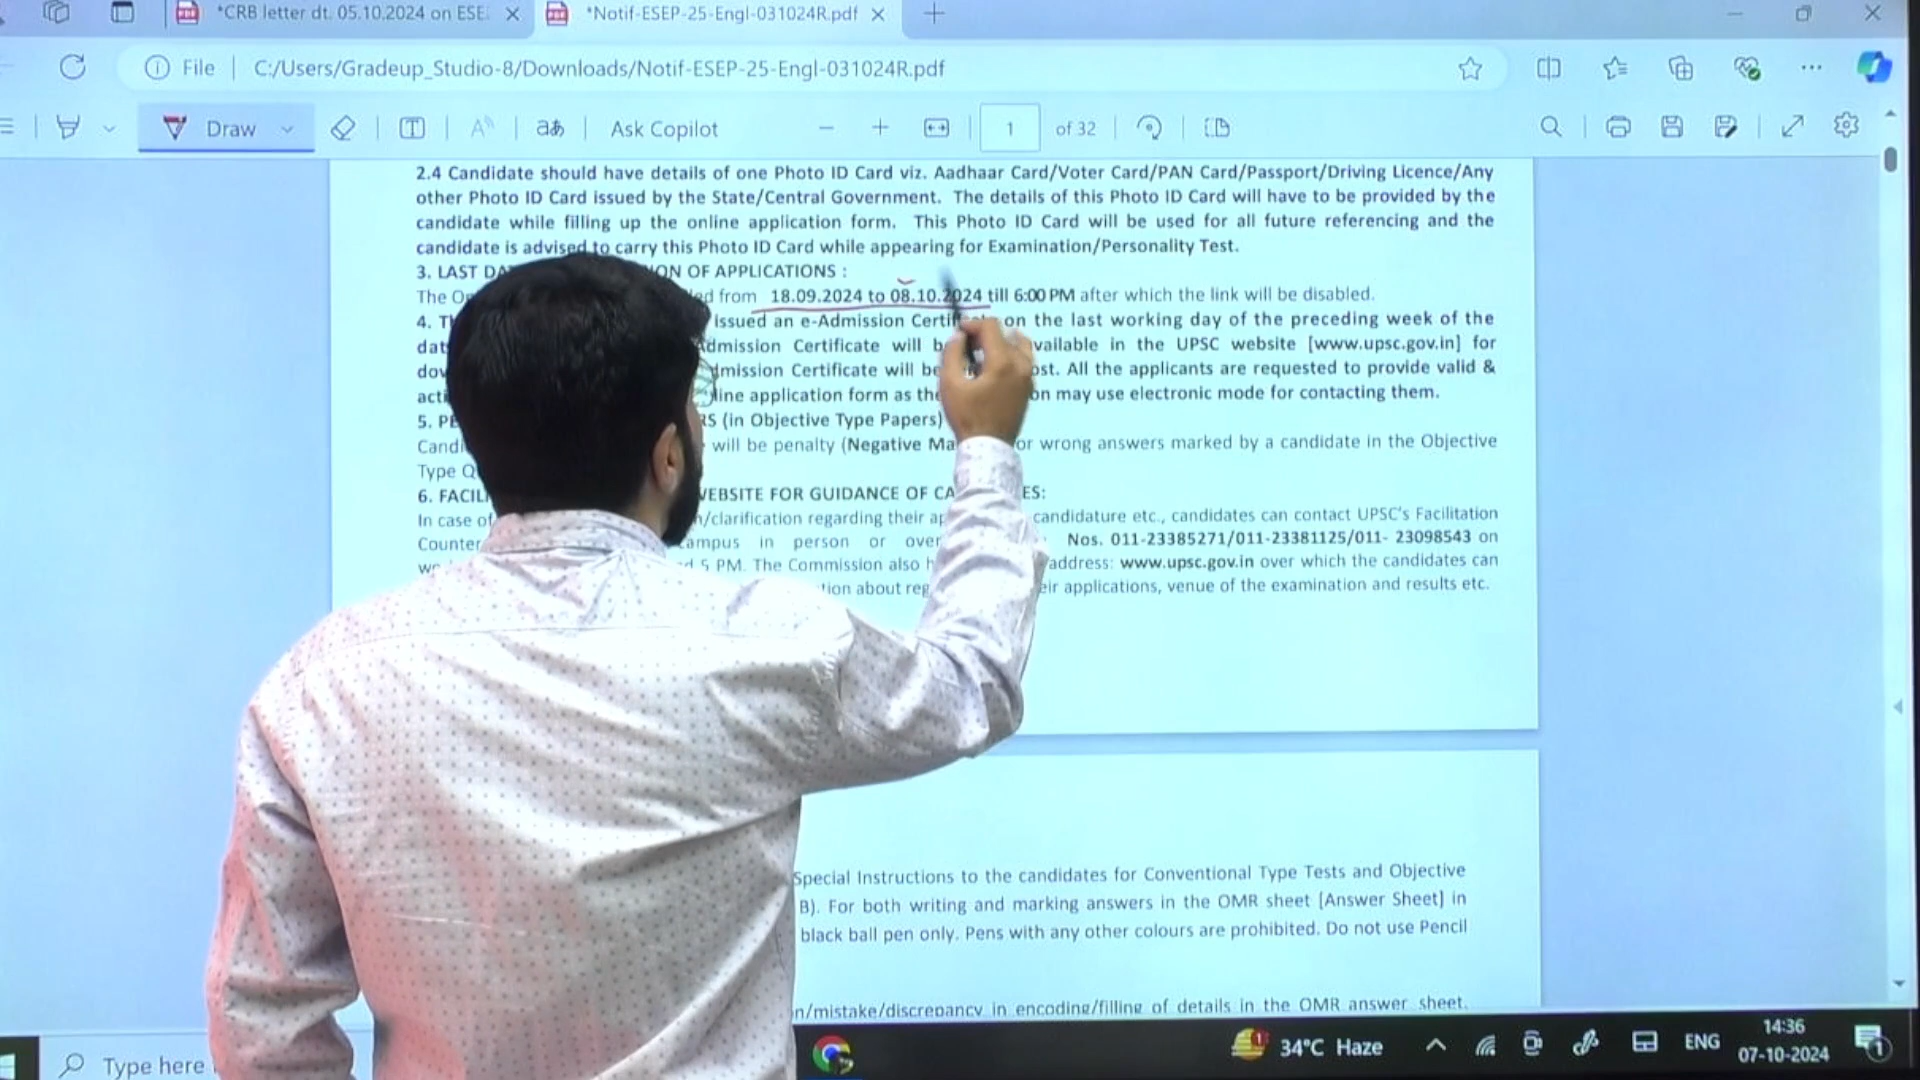 *CRB letter dt. 05.10.2024 on ESE
*Notif-ESEP-25-Engl-031024R.pdf
File
C:/Users/Gradeup_Studio-8/Downloads/Notif-ESEP-25-Engl-031024R.pdf
Draw
Ask Copilot
1 of 32
2.4 Candidate should have details of one Photo ID Card viz. Aadhaar Card/Voter Card/PAN Card/Passport/Driving Licence/Any
other Photo ID Card issued by the State/Central Government. The details of this Photo ID Card will have to be provided by the
candidate while filling up the online application form. This Photo ID Card will be used for all future referencing and the
candidate is advised to carry this Photo ID Card while appearing for Examination/Personality Test.
3. LAST DA ON OF APPLICATIONS :
The O from 18.09.2024 to 08.10.2024 till 6:00 PM after which the link will be disabled.
4. T issued an e-Admission Certif on the last working day of the preceding week of the
dat dmission Certificate will b vailable in the UPSC website [www.upsc.gov.in] for
dov dmission Certificate will be ost. All the applicants are requested to provide valid &
acti line application form as the on may use electronic mode for contacting them.
5. PE RS (in Objective Type Papers)
Candi will be penalty (Negative Ma or wrong answers marked by a candidate in the Objective
Type Q
6. FACILI WEBSITE FOR GUIDANCE OF CA ES:
In case of n/clarification regarding their ap candidature etc., candidates can contact UPSC's Facilitation
Counter ampus in person or over Nos. 011-23385271/011-23381125/011- 23098543 on
5 PM. The Commission also h address: www.upsc.gov.in over which the candidates can
tion about reg eir applications, venue of the examination and results etc.
Special Instructions to the candidates for Conventional Type Tests and Objective
B). For both writing and marking answers in the OMR sheet [Answer Sheet] in
black ball pen only. Pens with any other colours are prohibited. Do not use Pencil
n/mistake/discrepancy in encoding/filling of details in the OMR answer sheet.
Type here
34°C Haze
ENG
14:36
07-10-2024